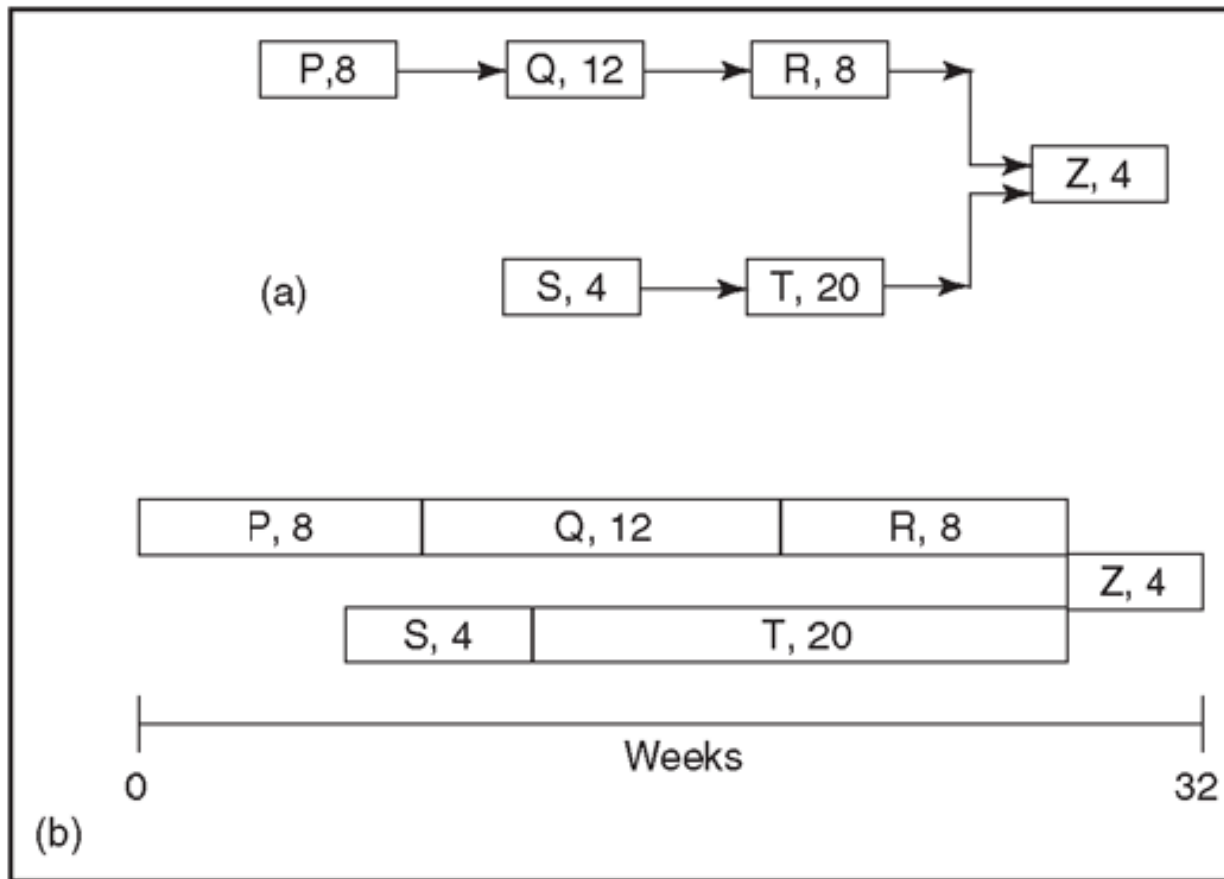 P,8
Q, 12
R, 8
Z, 4
(a)
S, 4
T, 20
P, 8
Q, 12
R, 8
Z, 4
S, 4
T, 20
Weeks
0
32
(b)